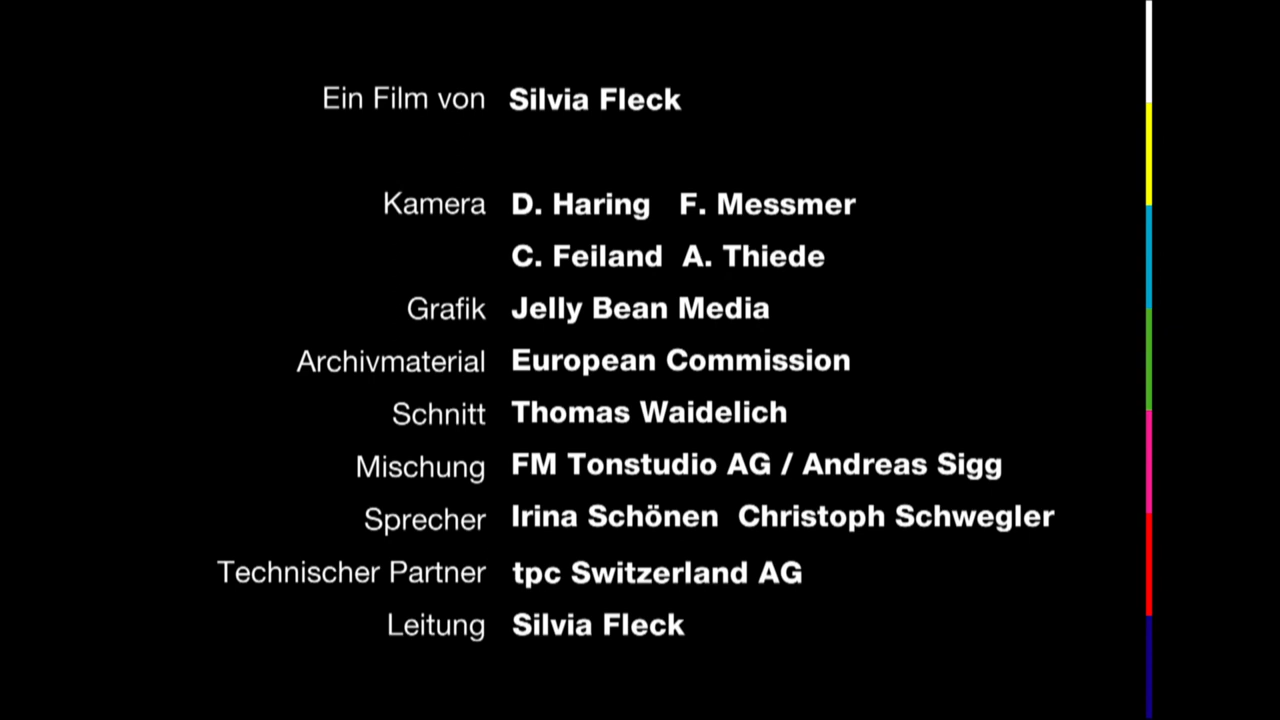 Ein Film von Silvia Fleck
Kamera D. Haring F. Messmer
C. Feiland A. Thiede
Grafik Jelly Bean Media
Archivmaterial European Commission
Schnitt Thomas Waidelich
Mischung FM Tonstudio AG / Andreas Sigg
Sprecher Irina Schönen Christoph Schwegler
Technischer Partner tpc Switzerland AG
Leitung Silvia Fleck